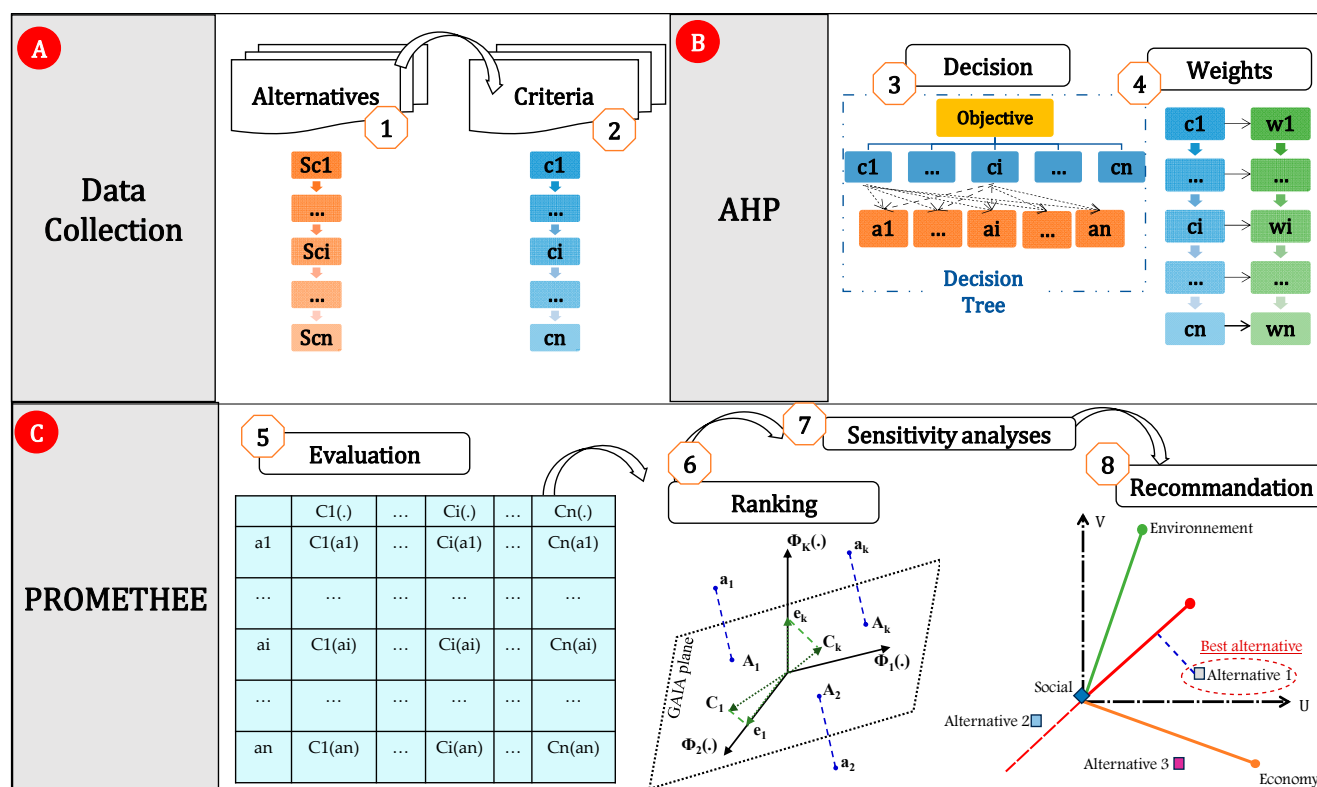 A
Data
Collection
Alternatives
1
Criteria
2
Sc1
...
Sci
...
Scn
c1
...
ci
...
cn
B
AHP
3
Decision
Objective
c1 ... ci ... cn
a1 ... ai ... an
Decision
Tree
4
Weights
c1 w1
... ...
ci wi
... ...
cn wn
C
PROMETHEE
5
Evaluation
C1(.) … Ci(.) … Cn(.)
a1 C1(a1) … Ci(a1) … Cn(a1)
… … … … … …
ai C1(ai) … Ci(ai) … Cn(ai)
… … … … … …
an C1(an) … Ci(an) … Cn(an)
6
Ranking
ΦK(.)
ak
a1
ek
Ak
Ck
A1
Φ1(.)
GAIA plane
A2
C1
e1
Φ2(.)
a2
7
Sensitivity analyses
8
Recommandation
V
Environnement
Best alternative
Alternative 1
Social
U
Alternative 2
Alternative 3
Economy